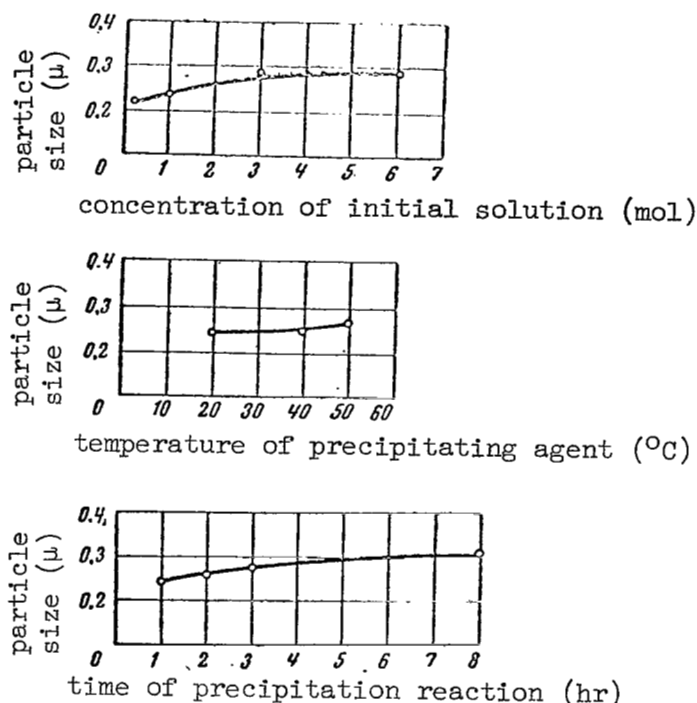 0,4
0,3
0,2
0 1 2 3 4 5 6 7
particle
size (μ)
concentration of initial solution (mol)
0.4
0,3
0,2
0 10 20 30 40 50 60
particle
size (μ)
temperature of precipitating agent (°C)
0.4
0,3
0,2
0 1 2 3 4 5 6 7 8
particle
size (μ)
time of precipitation reaction (hr)